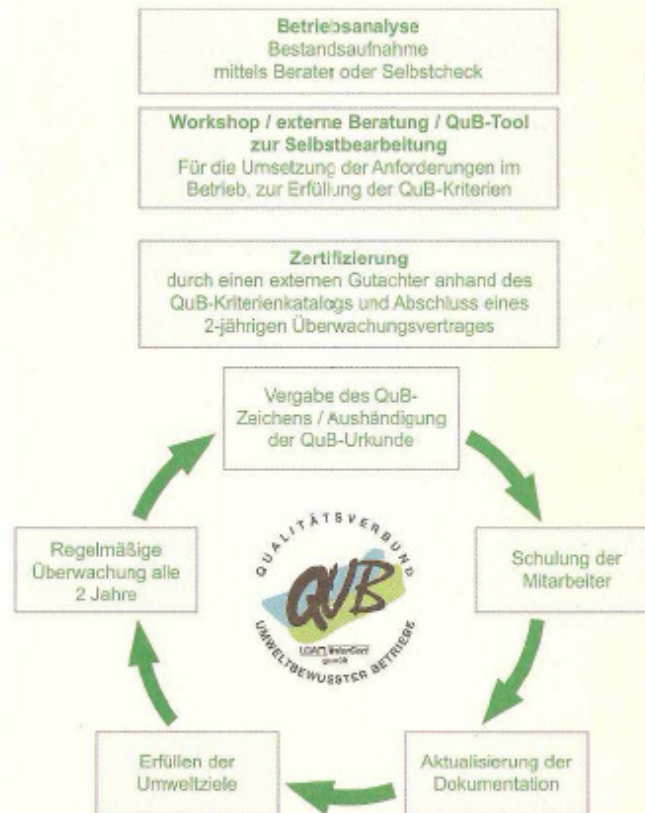 Betriebsanalyse
Bestandsaufnahme
mittels Berater oder Selbstcheck
Workshop / externe Beratung / QuB-Tool
zur Selbstbearbeitung
Für die Umsetzung der Anforderungen im
Betrieb, zur Erfüllung der QuB-Kriterien
Zertifizierung
durch einen externen Gutachter anhand des
QuB-Kriterienkatalogs und Abschluss eines
2-jährigen Überwachungsvertrages
Vergabe des QuB-
Zeichens / Aushändigung
der QuB-Urkunde
Schulung der
Mitarbeiter
Aktualisierung der
Dokumentation
Erfüllen der
Umweltziele
Regelmäßige
Überwachung alle
2 Jahre
QUALITÄTSVERBUND
QUB
LGA InterCert
geprüft
UMWELTBEWUSSTER BETRIEBE